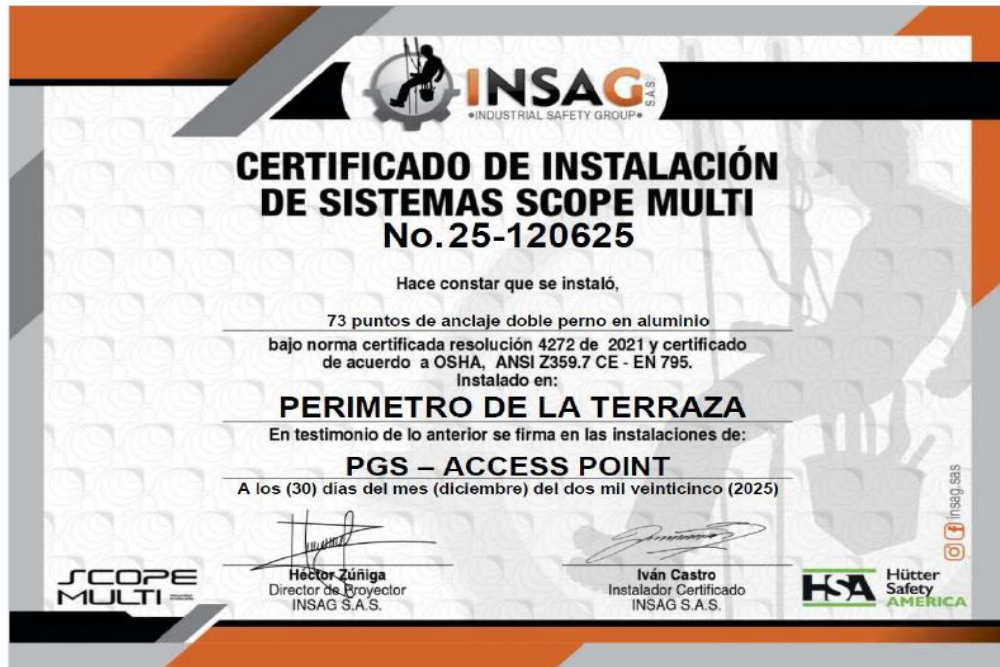 INSAG S.A.S.
•INDUSTRIAL SAFETY GROUP•
CERTIFICADO DE INSTALACIÓN
DE SISTEMAS SCOPE MULTI
No.25-120625
Hace constar que se instaló,
73 puntos de anclaje doble perno en aluminio
bajo norma certificada resolución 4272 de 2021 y certificado
de acuerdo a OSHA, ANSI Z359.7 CE - EN 795.
Instalado en:
PERIMETRO DE LA TERRAZA
En testimonio de lo anterior se firma en las instalaciones de:
PGS – ACCESS POINT
A los (30) días del mes (diciembre) del dos mil veinticinco (2025)
Héctor Zúñiga
Director de Proyector
INSAG S.A.S.
Iván Castro
Instalador Certificado
INSAG S.A.S.
SCOPE
MULTI
HSA
Hütter
Safety
AMERICA
insag.sas